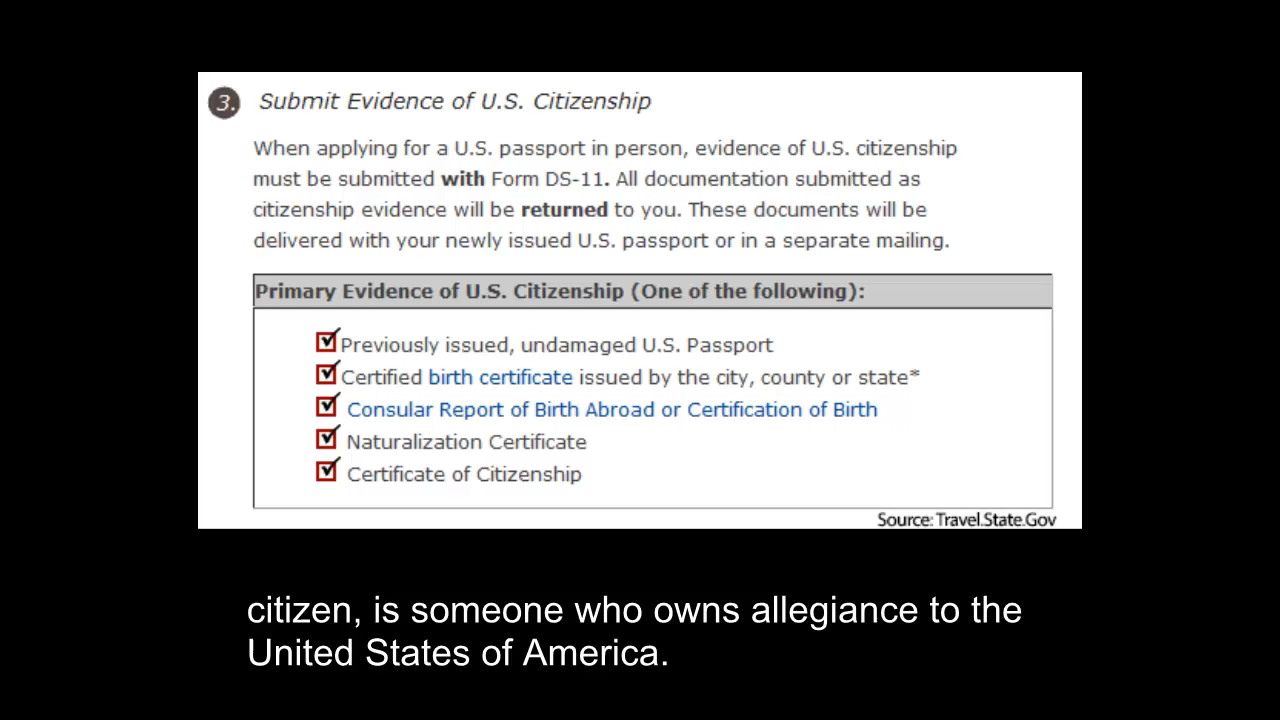 3. Submit Evidence of U.S. Citizenship
When applying for a U.S. passport in person, evidence of U.S. citizenship
must be submitted with Form DS-11. All documentation submitted as
citizenship evidence will be returned to you. These documents will be
delivered with your newly issued U.S. passport or in a separate mailing.
Primary Evidence of U.S. Citizenship (One of the following):
Previously issued, undamaged U.S. Passport
Certified birth certificate issued by the city, county or state*
Consular Report of Birth Abroad or Certification of Birth
Naturalization Certificate
Certificate of Citizenship
Source: Travel.State.Gov
citizen, is someone who owns allegiance to the
United States of America.